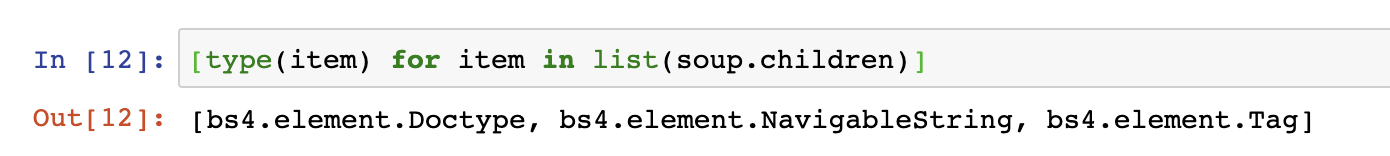 In [12]: [type(item) for item in list(soup.children)]
Out[12]: [bs4.element.Doctype, bs4.element.NavigableString, bs4.element.Tag]